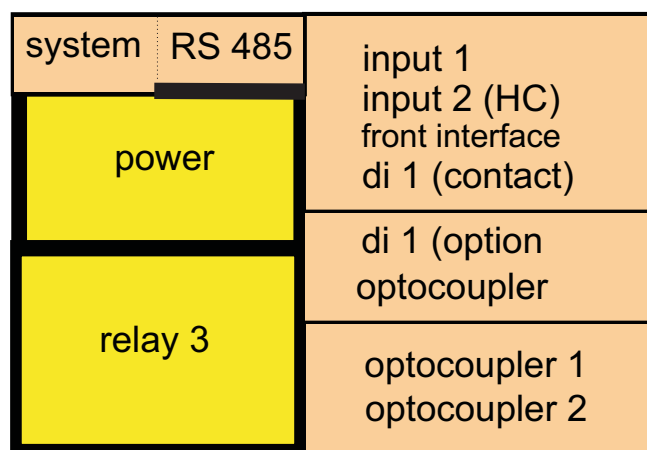 system RS 485
power
relay 3
input 1
input 2 (HC)
front interface
di 1 (contact)
di 1 (option
optocoupler
optocoupler 1
optocoupler 2